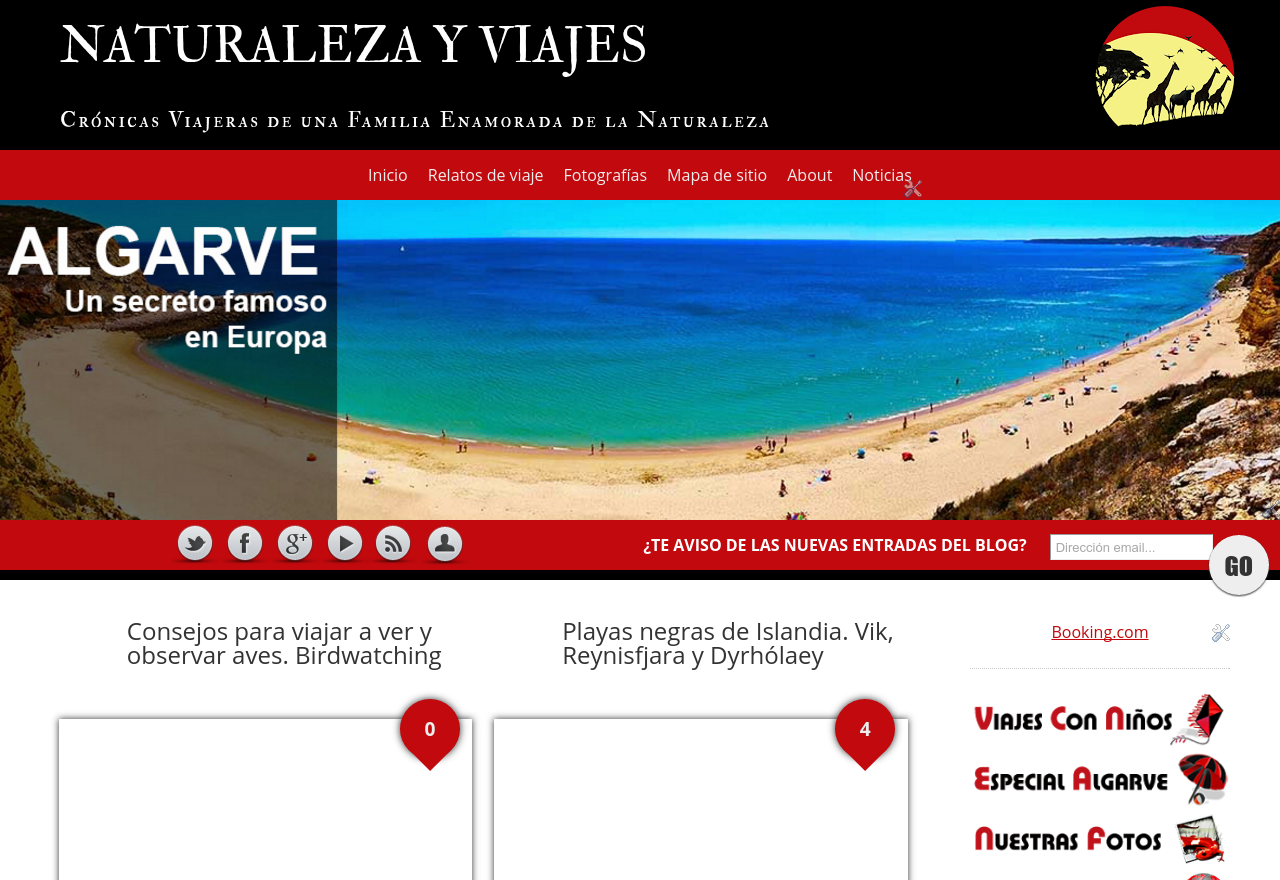 NATURALEZA Y VIAJES
Crónicas Viajeras de una Familia Enamorada de la Naturaleza
Inicio Relatos de viaje Fotografías Mapa de sitio About Noticias
ALGARVE
Un secreto famoso
en Europa
g+
¿TE AVISO DE LAS NUEVAS ENTRADAS DEL BLOG?
Dirección email...
GO
Consejos para viajar a ver y
observar aves. Birdwatching
Playas negras de Islandia. Vik,
Reynisfjara y Dyrhólaey
Booking.com
0
4
Viajes Con Niños
Especial Algarve
Nuestras Fotos